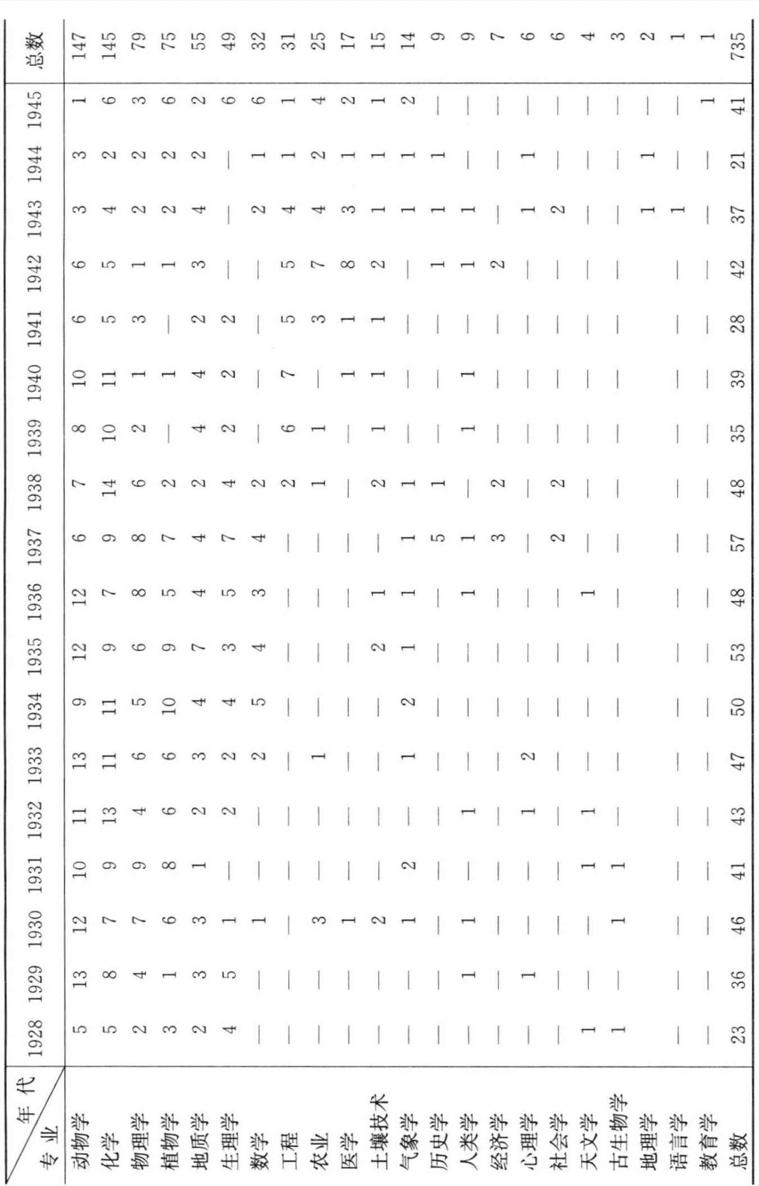 年代 专业 1928 1929 1930 1931 1932 1933 1934 1935 1936 1937 1938 1939 1940 1941 1942 1943 1944 1945 总数
动物学 5 13 12 10 11 13 9 12 12 6 7 8 10 6 6 3 3 1 147
化学 5 8 7 9 13 11 11 9 7 9 14 10 11 5 5 4 2 6 145
物理学 2 4 7 9 4 6 5 6 8 8 6 2 1 3 1 2 2 3 79
植物学 3 1 6 8 6 6 10 9 5 7 2 — 1 — 1 2 2 6 75
地质学 2 3 3 1 2 3 4 7 4 4 2 4 4 2 3 4 2 2 55
生理学 4 5 1 — 2 2 4 3 5 7 4 2 2 2 — — — 6 49
数学 — — 1 — — 2 5 4 3 4 2 — — — — 2 1 6 32
工程 — — — — — — — — — — 2 6 7 5 5 4 1 1 31
农业 — — 3 — — 1 — — — — 1 1 — 3 7 4 2 4 25
医学 — — 1 — — — — — — — — — 1 1 8 3 1 2 17
土壤技术 — — 2 — — — — 2 1 — 2 1 1 1 2 1 1 1 15
气象学 — — 1 2 — 1 2 1 1 1 1 — — — — 1 1 2 14
历史学 — — — — — — — — — 5 1 — — — 1 1 1 — 9
人类学 — 1 1 — 1 — — — 1 1 — 1 1 — 1 1 — — 9
经济学 — — — — — — — — — 3 2 — — — 2 — — — 7
心理学 — 1 — — 1 2 — — — — — — — — — 1 1 — 6
社会学 — — — — — — — — — 2 2 — — — — 2 — — 6
天文学 1 — — 1 1 — — — 1 — — — — — — — — — 4
古生物学 1 — 1 1 — — — — — — — — — — — — — — 3
地理学 1 1 — 2
语言学 — — — — — — — — — — — — — — — 1 — — 1
教育学 — — — — — — — — — — — — — — — — — 1 1
总数 23 36 46 41 43 47 50 53 48 57 48 35 39 28 42 37 21 41 735